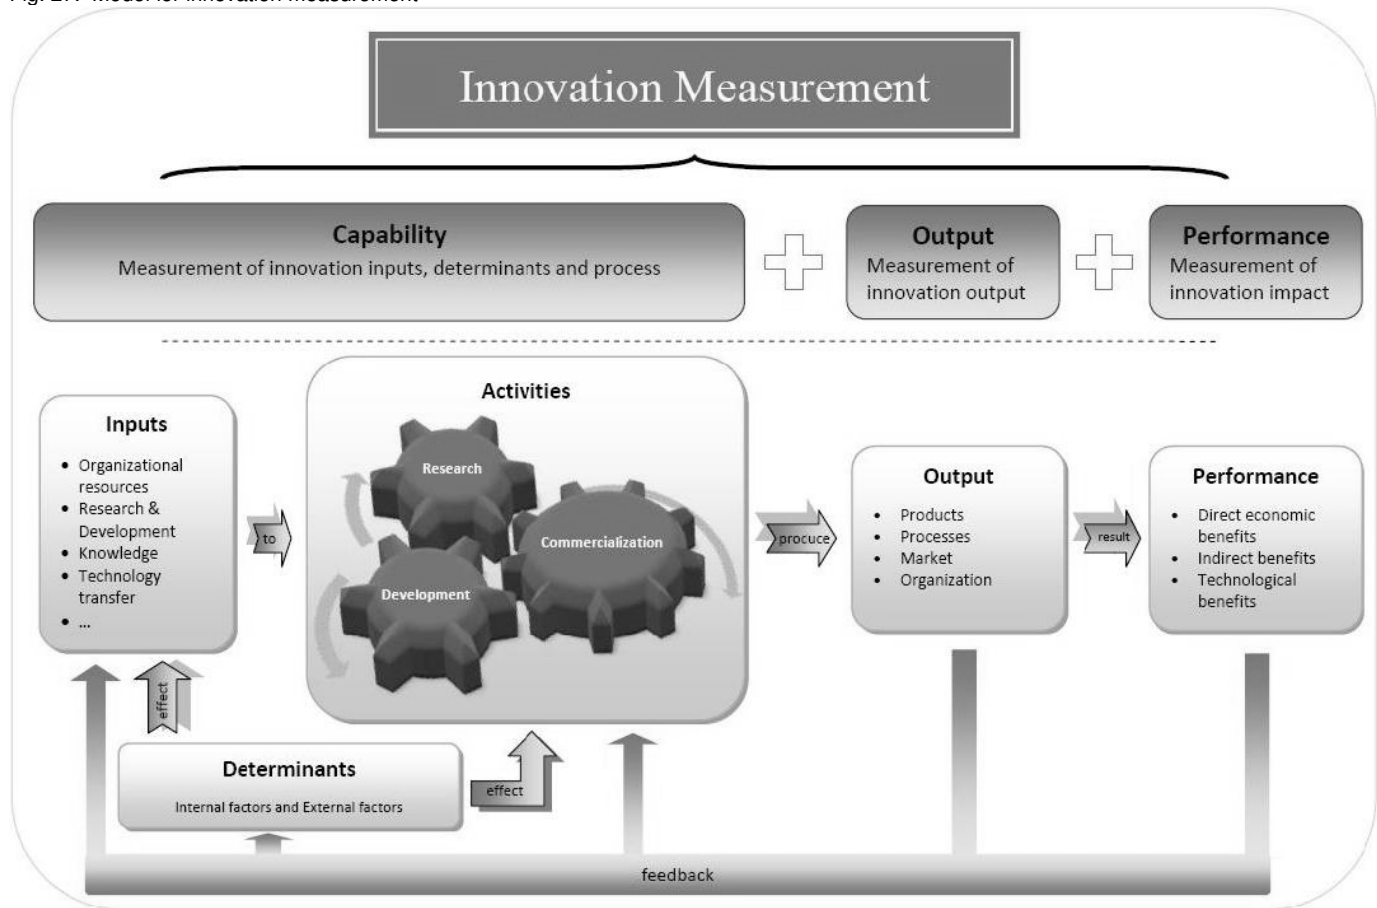 Innovation Measurement
Capability
Measurement of innovation inputs, determinants and process
Output
Measurement of
innovation output
Performance
Measurement of
innovation impact
Inputs
• Organizational
resources
• Research &
Development
• Knowledge
• Technology
transfer
• ...
to
Activities
Research
Development
Commercialization
procuce
Output
• Products
• Processes
• Market
• Organization
result
Performance
• Direct economic
benefits
• Indirect benefits
• Technological
benefits
effect
Determinants
Internal factors and External factors
effect
feedback